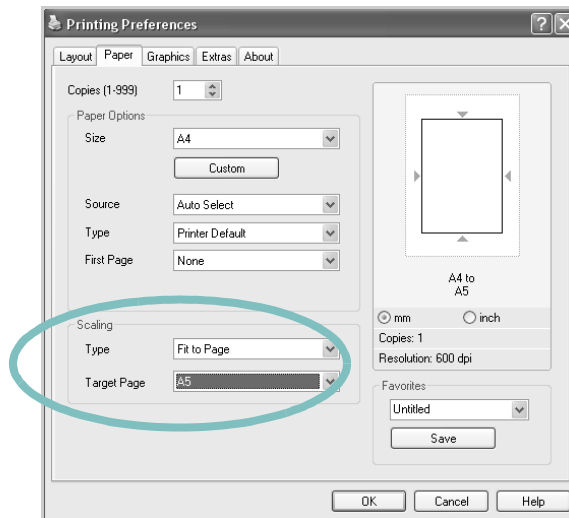 Printing Preferences
Layout Paper Graphics Extras About
Copies (1-999) 1
Paper Options
Size A4
Custom
Source Auto Select
Type Printer Default
First Page None
Scaling
Type Fit to Page
Target Page A5
A4 to
A5
mm inch
Copies: 1
Resolution: 600 dpi
Favorites
Untitled
Save
OK Cancel Help